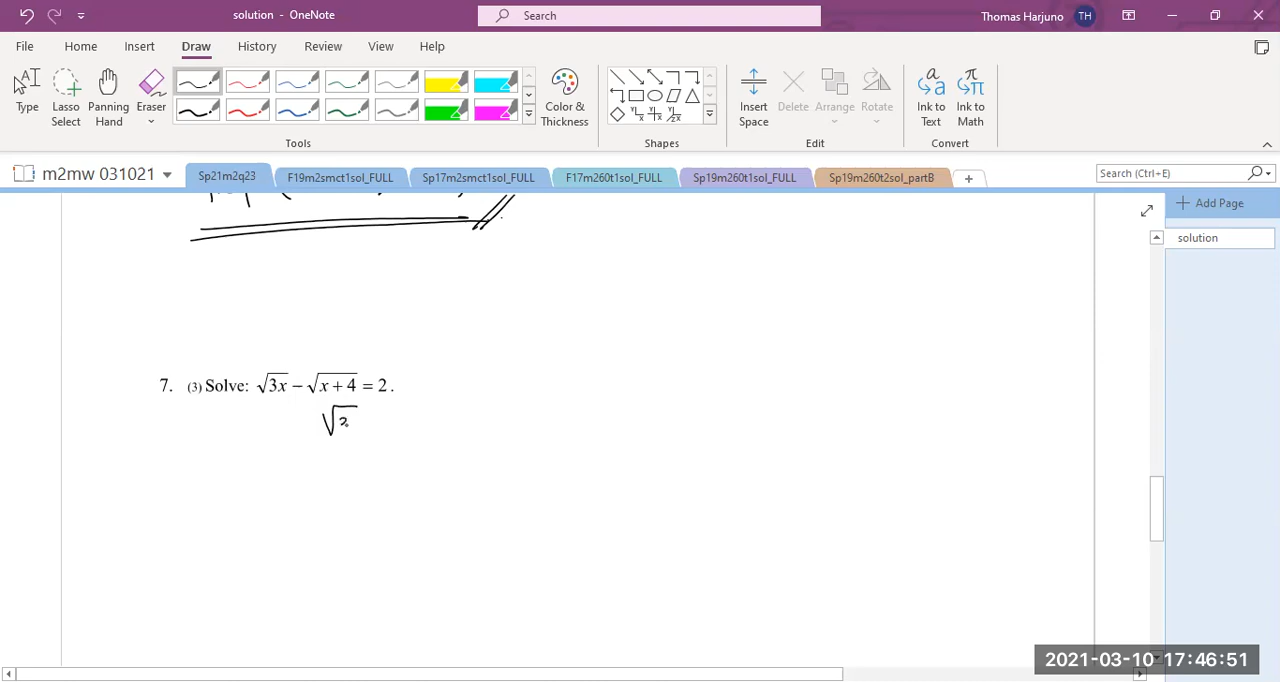 solution - OneNote
Search
Thomas Harjuno
TH
File Home Insert Draw History Review View Help
Type
Lasso Select
Panning Hand
Eraser
Color & Thickness
Insert Space
Delete
Arrange
Rotate
Ink to Text
Ink to Math
Tools
Shapes
Edit
Convert
m2mw 031021
Sp21m2q23
F19m2smct1sol_FULL
Sp17m2smct1sol_FULL
F17m260t1sol_FULL
Sp19m260t1sol_FULL
Sp19m260t2sol_partB
Search (Ctrl+E)
Add Page
solution
7. (3) Solve: √3x − √x + 4 = 2 .
2021-03-10 17:46:51